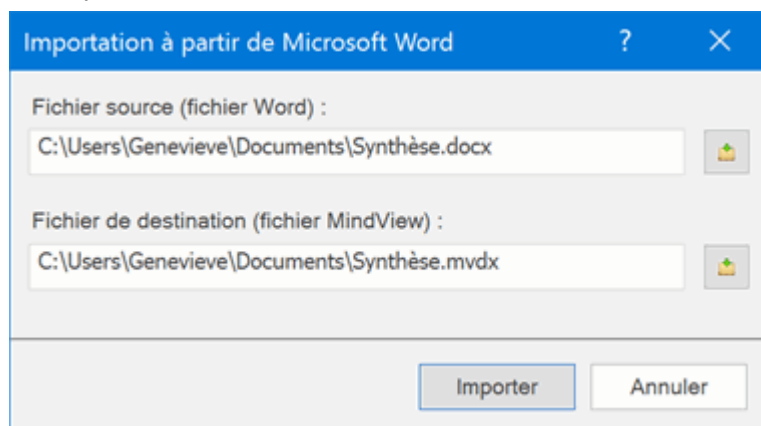 Importation à partir de Microsoft Word ?
Fichier source (fichier Word) :
C:\Users\Genevieve\Documents\Synthèse.docx
Fichier de destination (fichier MindView) :
C:\Users\Genevieve\Documents\Synthèse.mvdx
Importer Annuler